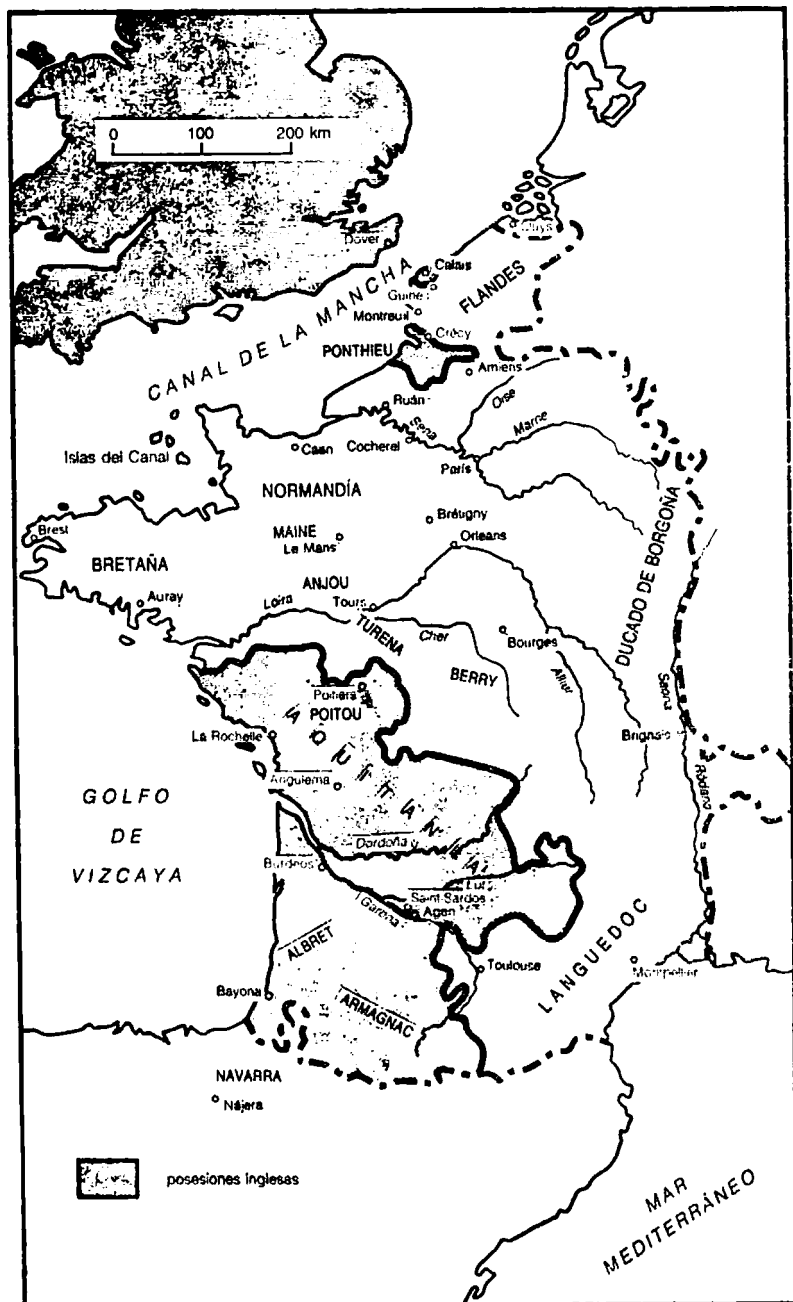 0 100 200 km
Dover
Sluys
CANAL DE LA MANCHA
Calais
Guines
FLANDES
Montreuil
Crécy
PONTHIEU
Amiens
Ruán
Oise
Sena
Marne
Caen
Cocherel
París
Islas del Canal
NORMANDÍA
Brest
MAINE
Brétigny
Le Mans
Orleans
BRETAÑA
DUCADO DE BORGOÑA
ANJOU
Auray
Loira
Tours
TURENA
Cher
Bourges
BERRY
Allier
Poitiers
POITOU
Saona
La Rochelle
AQUITANIA
Brignais
Ródano
Angulema
GOLFO
DE
VIZCAYA
Dordoña
Burdeos
Lot
Saint-Sardos
Garona
Agen
ALBRET
LANGUEDOC
Toulouse
Montpellier
Bayona
ARMAGNAC
NAVARRA
Nájera
posesiones inglesas
MAR
MEDITERRÁNEO